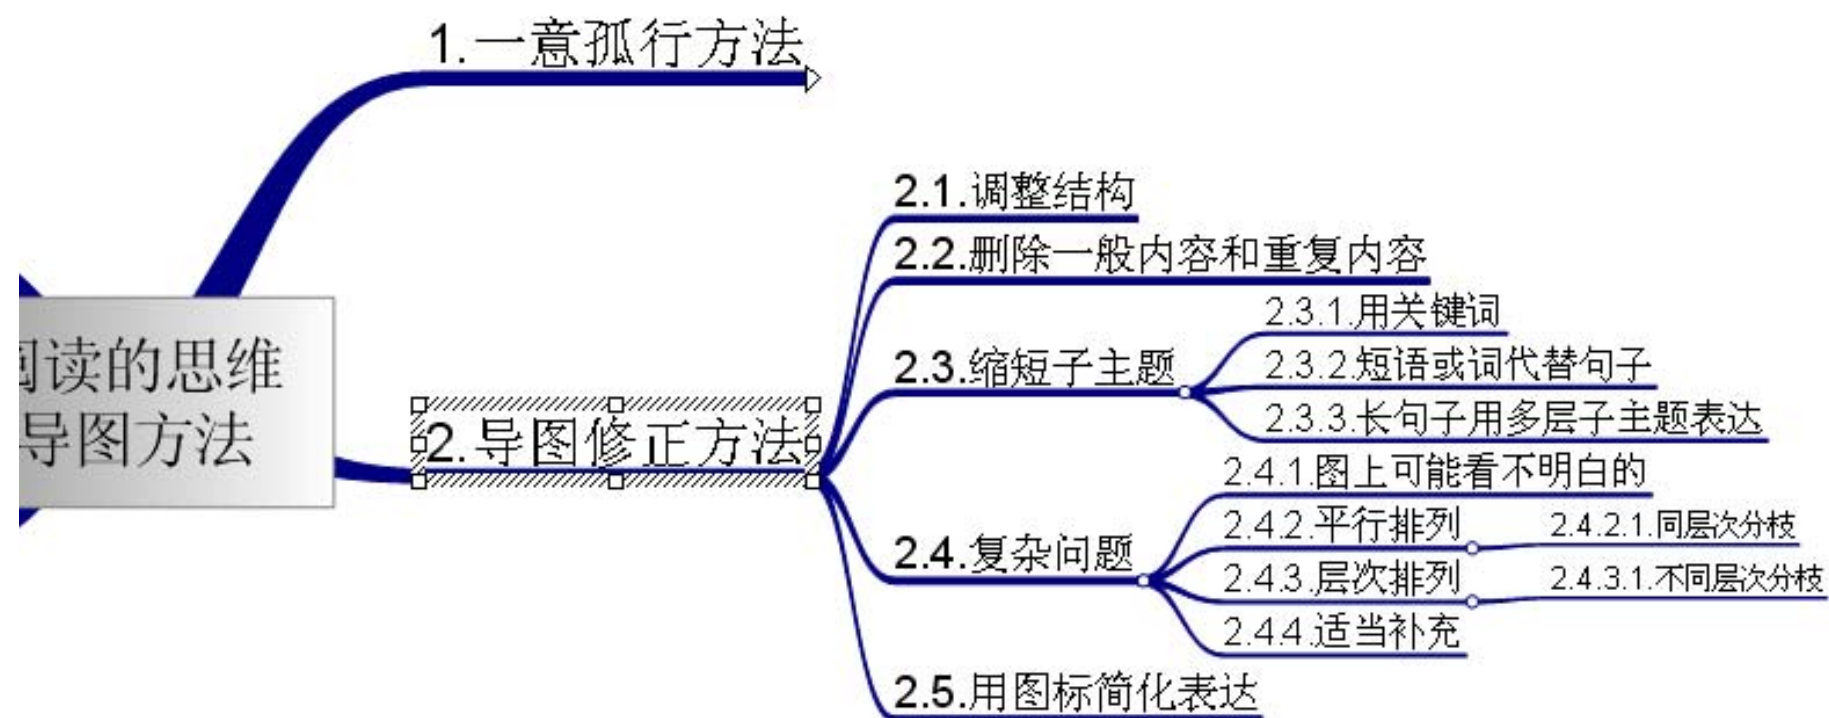 1.一意孤行方法
阅读的思维
导图方法
2.导图修正方法
2.1.调整结构
2.2.删除一般内容和重复内容
2.3.缩短子主题
2.3.1.用关键词
2.3.2.短语或词代替句子
2.3.3.长句子用多层子主题表达
2.4.复杂问题
2.4.1.图上可能看不明白的
2.4.2.平行排列
2.4.2.1.同层次分枝
2.4.3.层次排列
2.4.3.1.不同层次分枝
2.4.4.适当补充
2.5.用图标简化表达